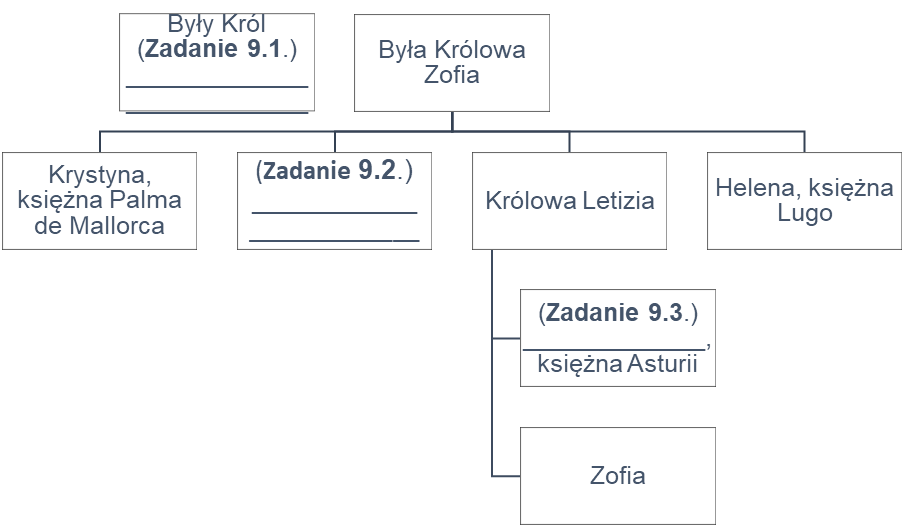 Były Król
(Zadanie 9.1.)
Była Królowa
Zofia
Krystyna,
księżna Palma
de Mallorca
(Zadanie 9.2.)
Królowa Letizia
Helena, księżna
Lugo
(Zadanie 9.3.)
____________,
księżna Asturii
Zofia